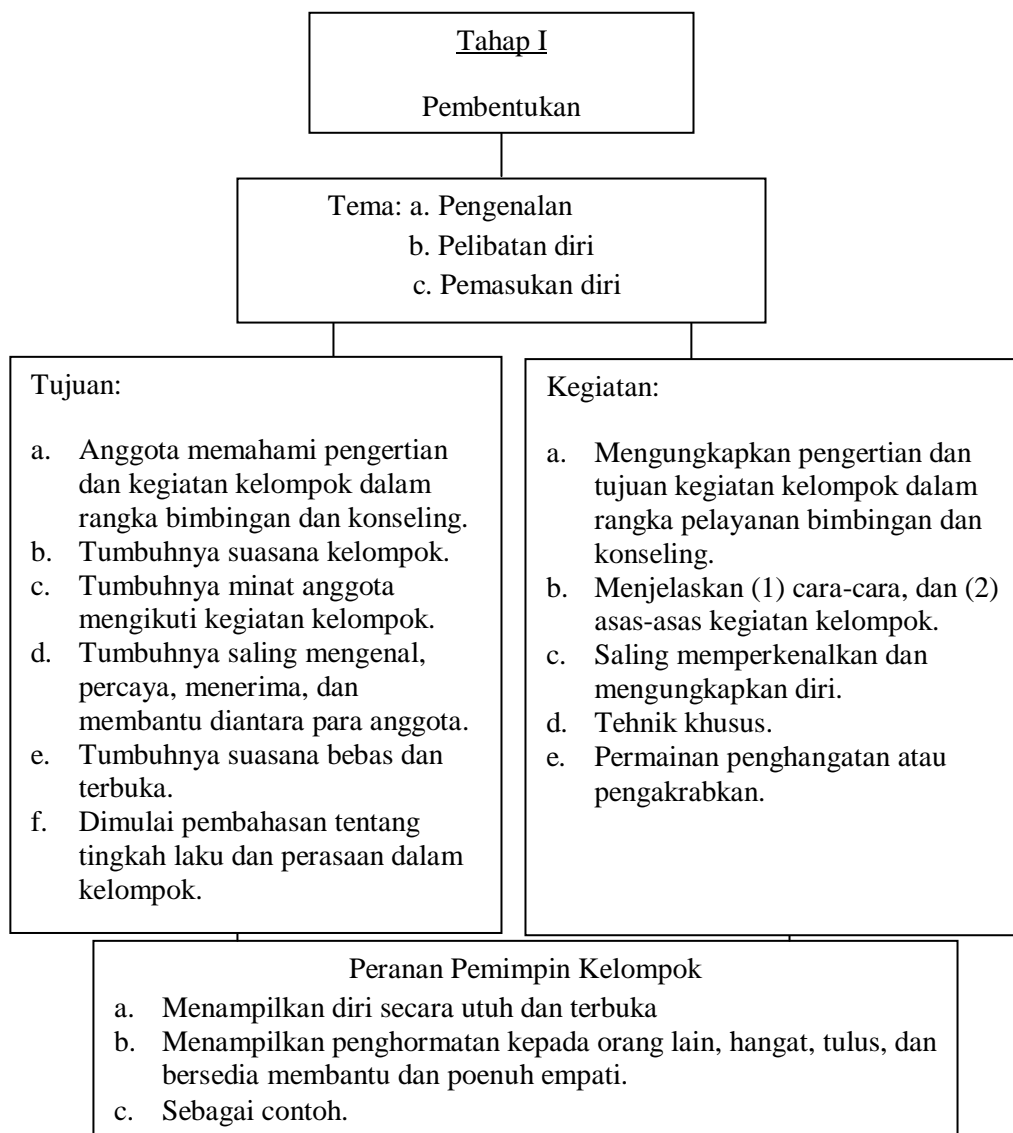 Tahap I
Pembentukan
Tema: a. Pengenalan
b. Pelibatan diri
c. Pemasukan diri
Tujuan:
a. Anggota memahami pengertian
dan kegiatan kelompok dalam
rangka bimbingan dan konseling.
b. Tumbuhnya suasana kelompok.
c. Tumbuhnya minat anggota
mengikuti kegiatan kelompok.
d. Tumbuhnya saling mengenal,
percaya, menerima, dan
membantu diantara para anggota.
e. Tumbuhnya suasana bebas dan
terbuka.
f. Dimulai pembahasan tentang
tingkah laku dan perasaan dalam
kelompok.
Kegiatan:
a. Mengungkapkan pengertian dan
tujuan kegiatan kelompok dalam
rangka pelayanan bimbingan dan
konseling.
b. Menjelaskan (1) cara-cara, dan (2)
asas-asas kegiatan kelompok.
c. Saling memperkenalkan dan
mengungkapkan diri.
d. Tehnik khusus.
e. Permainan penghangatan atau
pengakrabkan.
Peranan Pemimpin Kelompok
a. Menampilkan diri secara utuh dan terbuka
b. Menampilkan penghormatan kepada orang lain, hangat, tulus, dan
bersedia membantu dan poenuh empati.
c. Sebagai contoh.